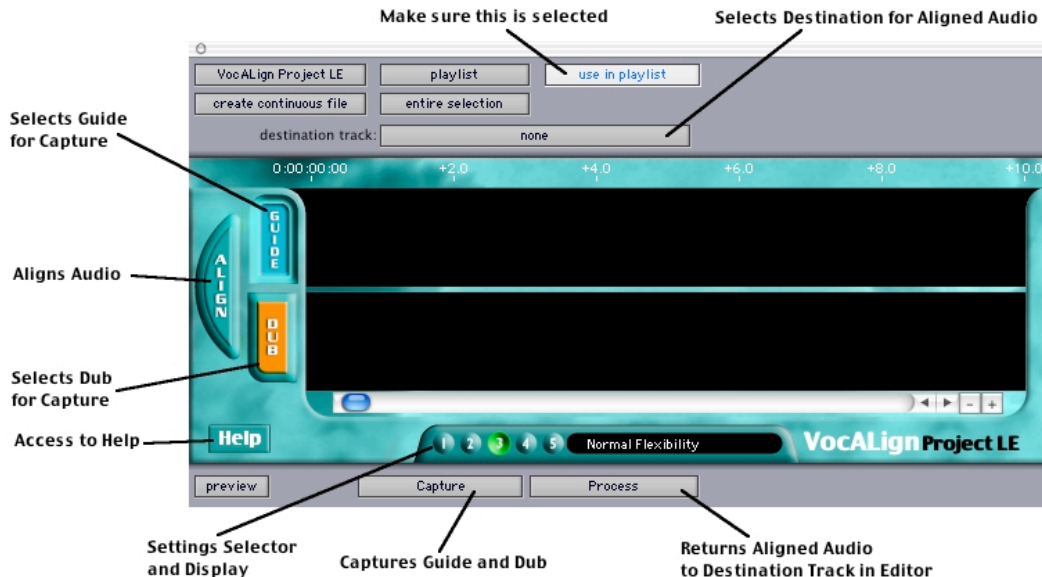 Make sure this is selected
Selects Destination for Aligned Audio
VocALign Project LE
playlist
use in playlist
create continuous file
entire selection
Selects Guide
for Capture
destination track:
none
0:00:00:00
+2.0
+4.0
+6.0
+8.0
+10.0
GUIDE
ALIGN
Aligns Audio
DUB
Selects Dub
for Capture
Access to Help
Help
1 2 3 4 5
Normal Flexibility
VocALign Project LE
preview
Capture
Process
Settings Selector
and Display
Captures Guide and Dub
Returns Aligned Audio
to Destination Track in Editor